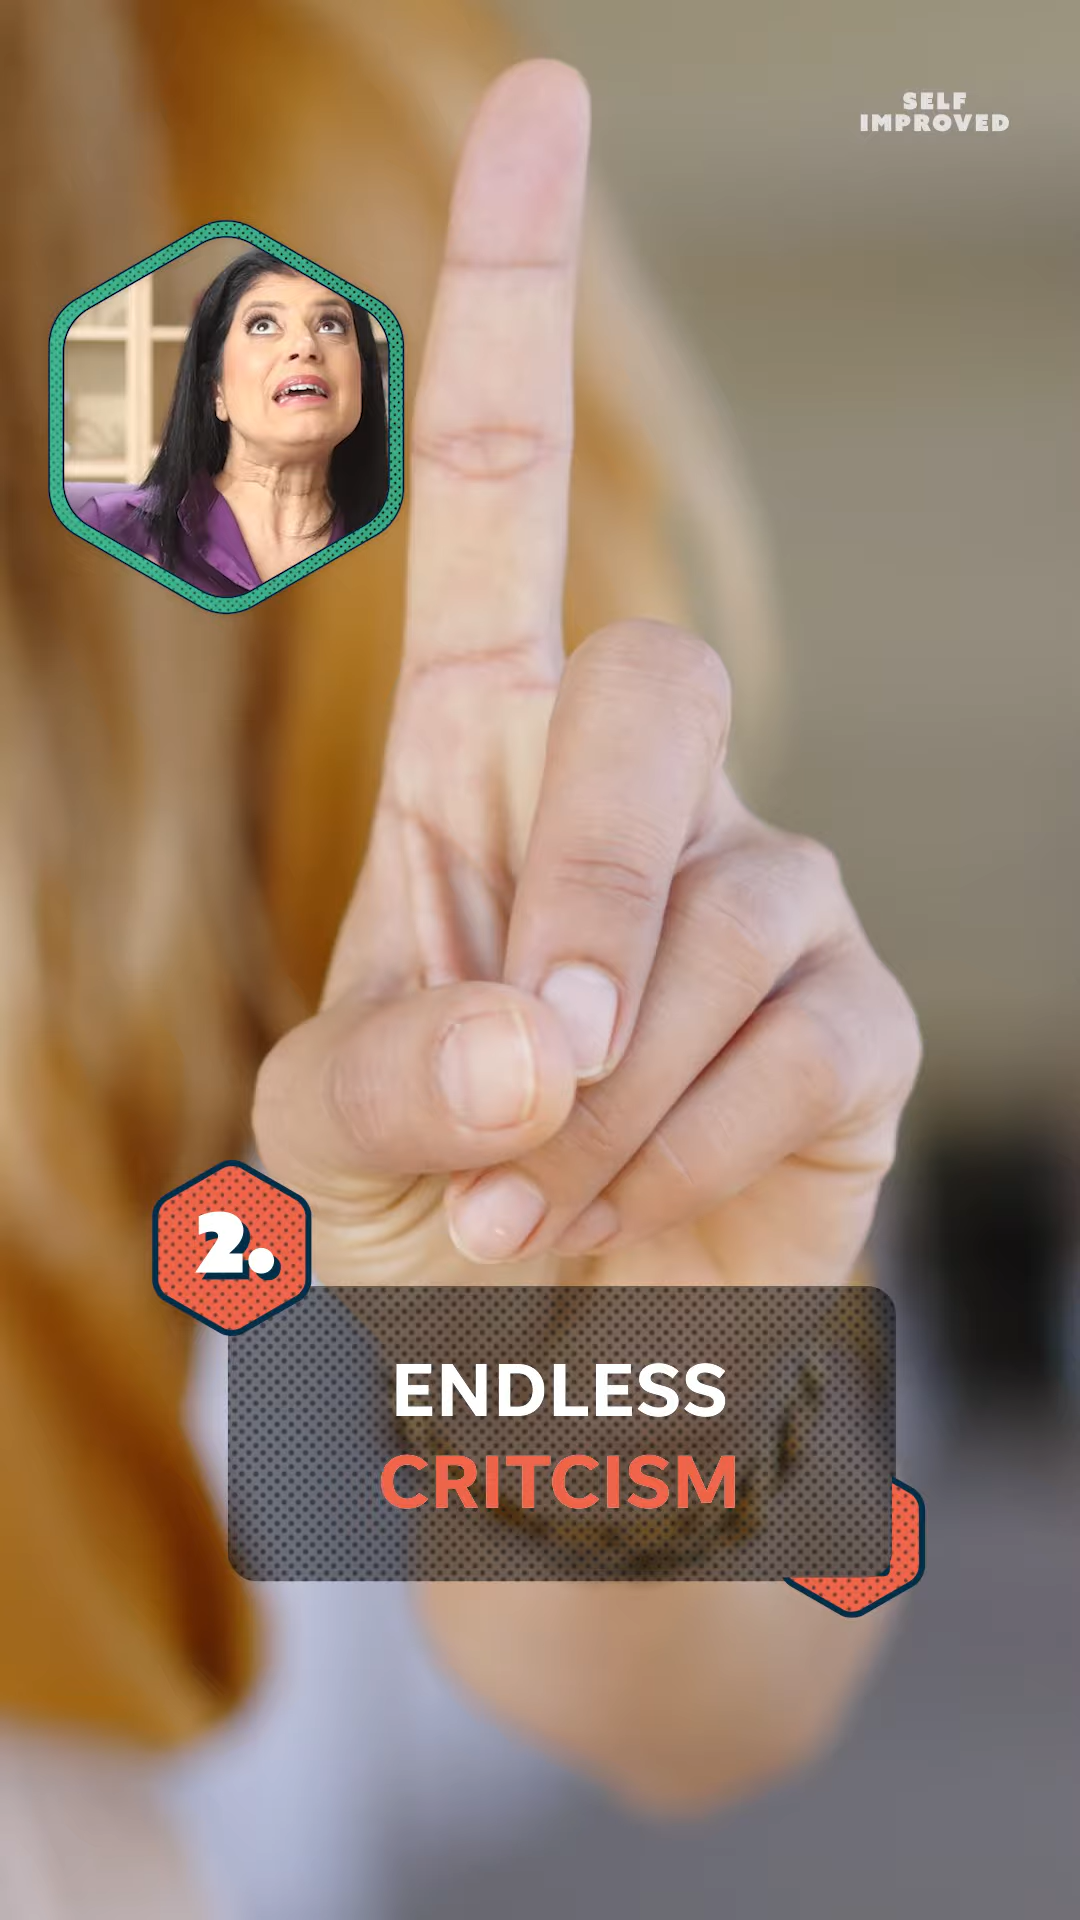 SELF
IMPROVED
2.
ENDLESS
CRITCISM